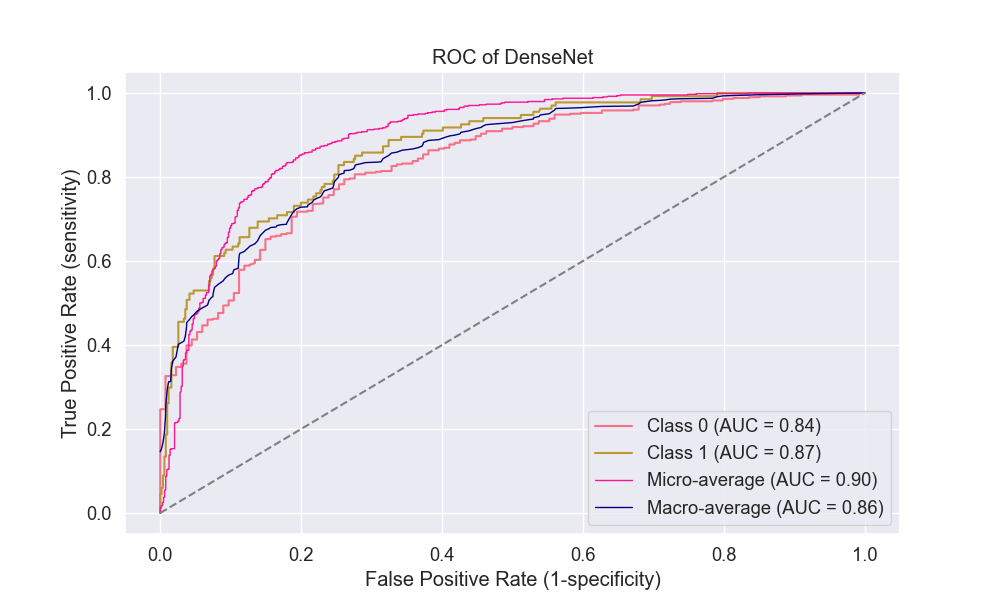 ROC of DenseNet
True Positive Rate (sensitivity)
1.0
0.8
0.6
0.4
0.2
0.0
Class 0 (AUC = 0.84)
Class 1 (AUC = 0.87)
Micro-average (AUC = 0.90)
Macro-average (AUC = 0.86)
0.0 0.2 0.4 0.6 0.8 1.0
False Positive Rate (1-specificity)